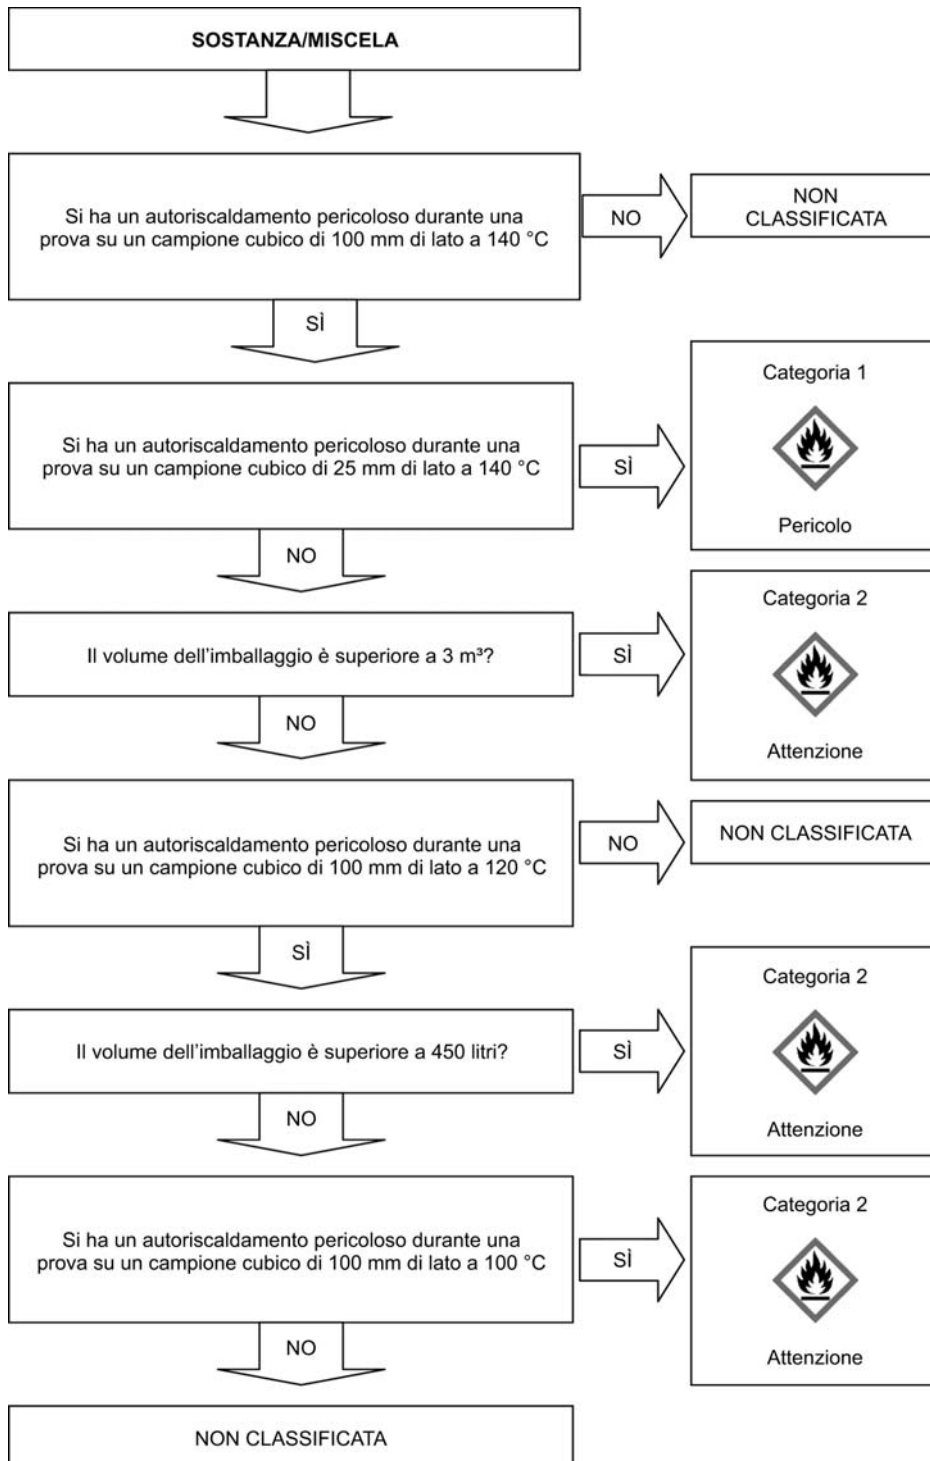 SOSTANZA/MISCELA
Si ha un autoriscaldamento pericoloso durante una
prova su un campione cubico di 100 mm di lato a 140 °C
NO
NON
CLASSIFICATA
SÌ
Si ha un autoriscaldamento pericoloso durante una
prova su un campione cubico di 25 mm di lato a 140 °C
SÌ
Categoria 1
Pericolo
NO
Il volume dell'imballaggio è superiore a 3 m³?
SÌ
Categoria 2
Attenzione
NO
Si ha un autoriscaldamento pericoloso durante una
prova su un campione cubico di 100 mm di lato a 120 °C
NO
NON CLASSIFICATA
SÌ
Il volume dell'imballaggio è superiore a 450 litri?
SÌ
Categoria 2
Attenzione
NO
Si ha un autoriscaldamento pericoloso durante una
prova su un campione cubico di 100 mm di lato a 100 °C
SÌ
Categoria 2
Attenzione
NO
NON CLASSIFICATA